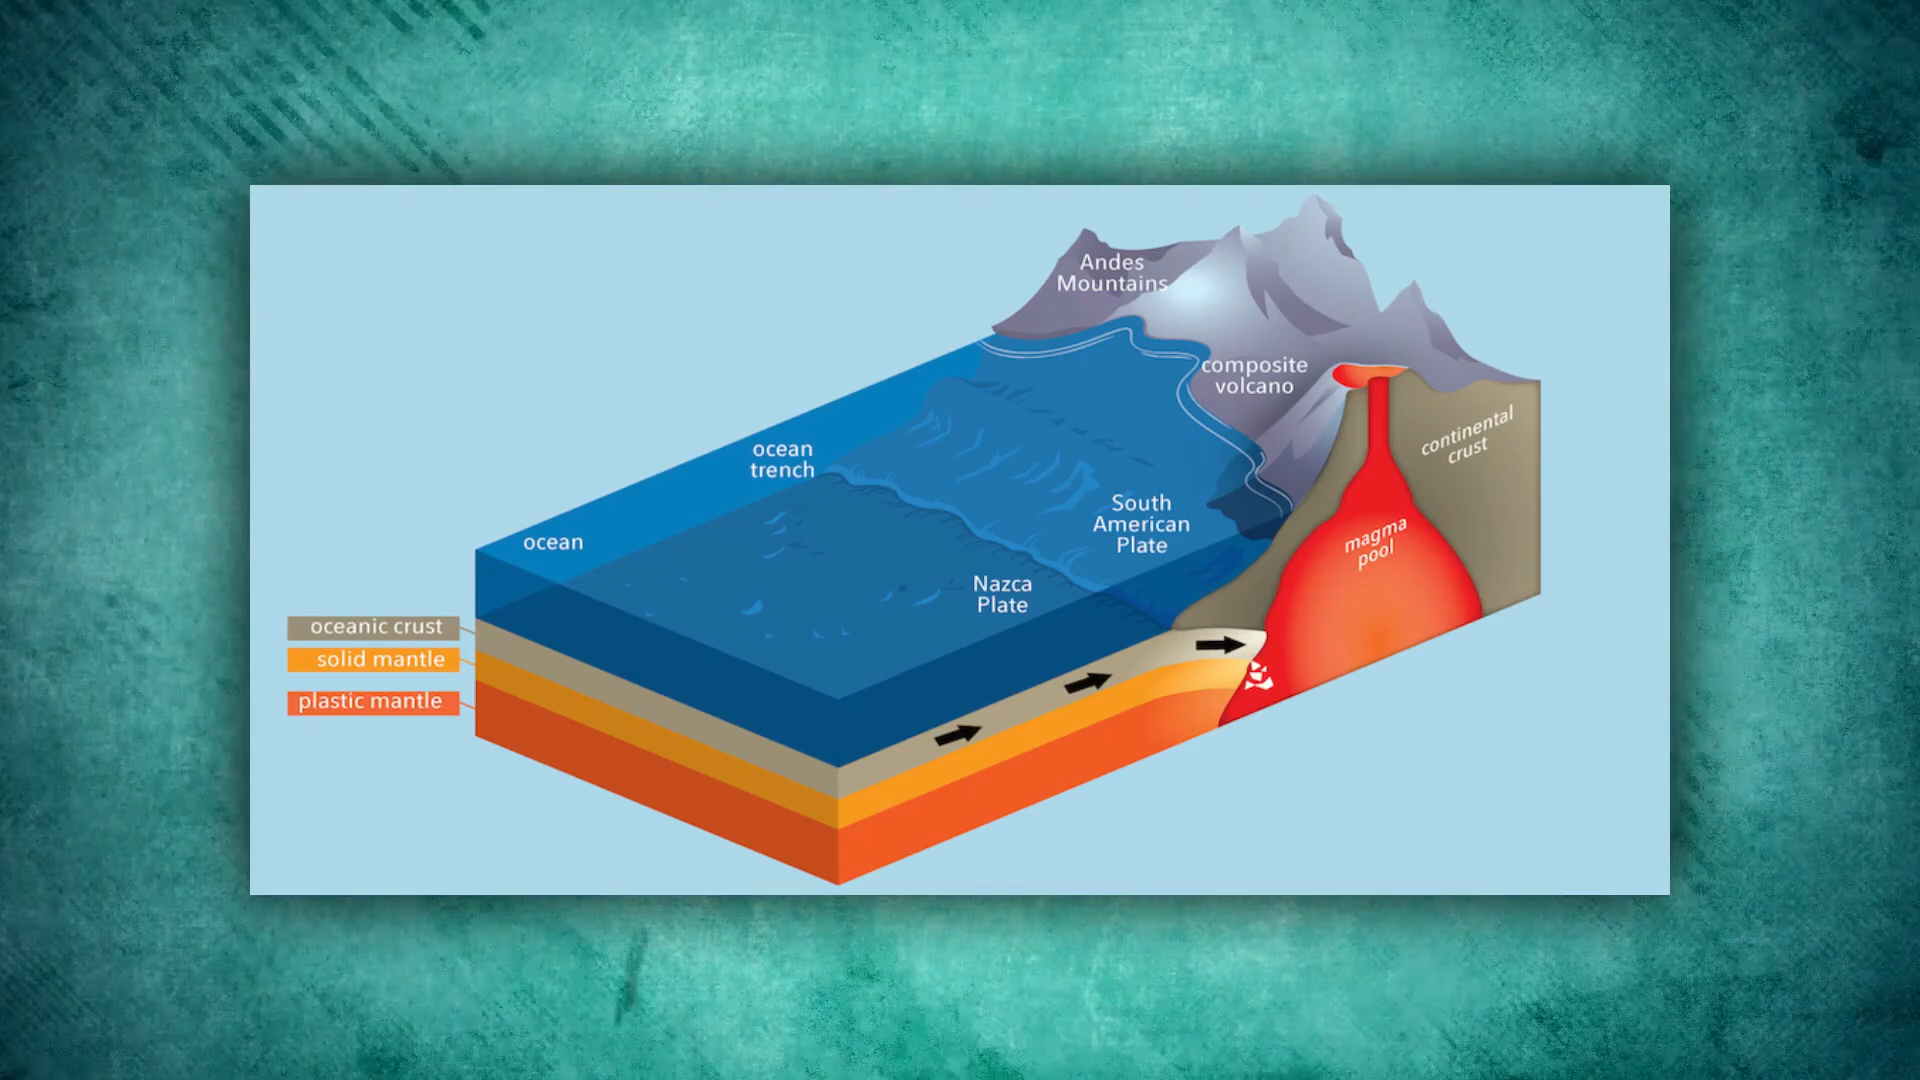 Andes
Mountains
composite
volcano
continental
crust
ocean
trench
South
American
Plate
magma
pool
ocean
Nazca
Plate
oceanic crust
solid mantle
plastic mantle